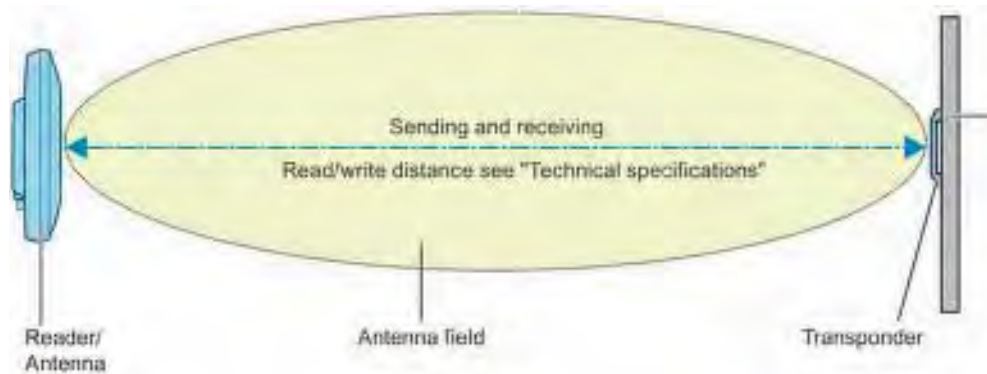 Sending and receiving
Read/write distance see "Technical specifications"
Reader/
Antenna
Antenna field
Transponder